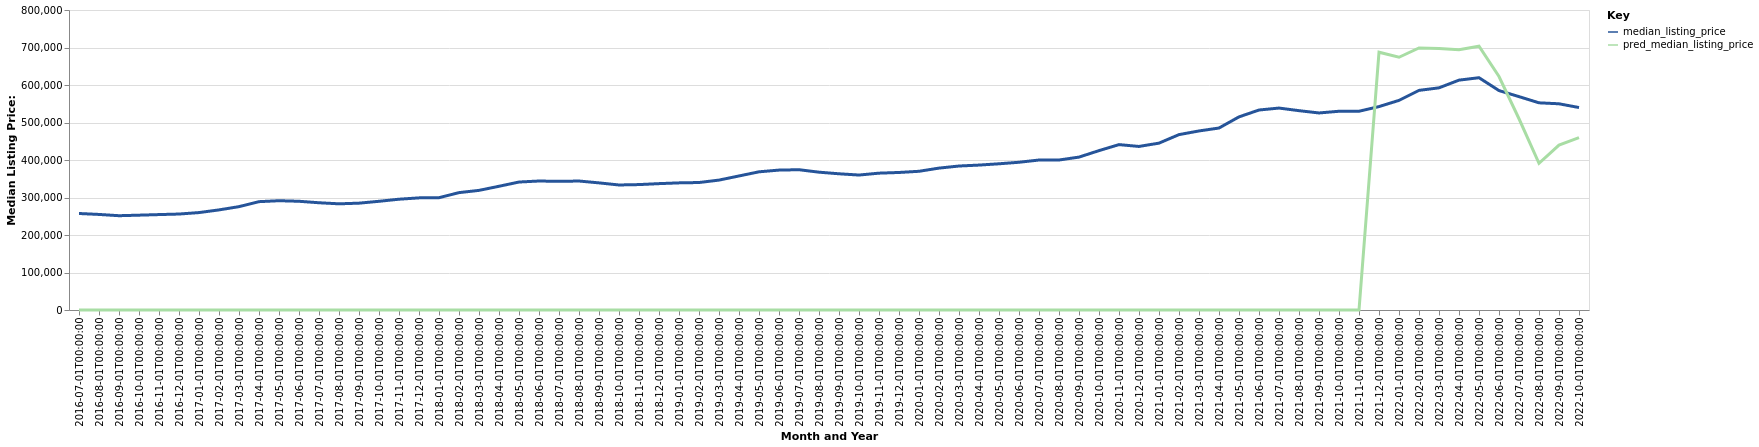 800,000
700,000
600,000
500,000
400,000
300,000
200,000
100,000
0
Median Listing Price:
2016-07-01T00:00:00
2016-08-01T00:00:00
2016-09-01T00:00:00
2016-10-01T00:00:00
2016-11-01T00:00:00
2016-12-01T00:00:00
2017-01-01T00:00:00
2017-02-01T00:00:00
2017-03-01T00:00:00
2017-04-01T00:00:00
2017-05-01T00:00:00
2017-06-01T00:00:00
2017-07-01T00:00:00
2017-08-01T00:00:00
2017-09-01T00:00:00
2017-10-01T00:00:00
2017-11-01T00:00:00
2017-12-01T00:00:00
2018-01-01T00:00:00
2018-02-01T00:00:00
2018-03-01T00:00:00
2018-04-01T00:00:00
2018-05-01T00:00:00
2018-06-01T00:00:00
2018-07-01T00:00:00
2018-08-01T00:00:00
2018-09-01T00:00:00
2018-10-01T00:00:00
2018-11-01T00:00:00
2018-12-01T00:00:00
2019-01-01T00:00:00
2019-02-01T00:00:00
2019-03-01T00:00:00
2019-04-01T00:00:00
2019-05-01T00:00:00
2019-06-01T00:00:00
2019-07-01T00:00:00
2019-08-01T00:00:00
2019-09-01T00:00:00
2019-10-01T00:00:00
2019-11-01T00:00:00
2019-12-01T00:00:00
2020-01-01T00:00:00
2020-02-01T00:00:00
2020-03-01T00:00:00
2020-04-01T00:00:00
2020-05-01T00:00:00
2020-06-01T00:00:00
2020-07-01T00:00:00
2020-08-01T00:00:00
2020-09-01T00:00:00
2020-10-01T00:00:00
2020-11-01T00:00:00
2020-12-01T00:00:00
2021-01-01T00:00:00
2021-02-01T00:00:00
2021-03-01T00:00:00
2021-04-01T00:00:00
2021-05-01T00:00:00
2021-06-01T00:00:00
2021-07-01T00:00:00
2021-08-01T00:00:00
2021-09-01T00:00:00
2021-10-01T00:00:00
2021-11-01T00:00:00
2021-12-01T00:00:00
2022-01-01T00:00:00
2022-02-01T00:00:00
2022-03-01T00:00:00
2022-04-01T00:00:00
2022-05-01T00:00:00
2022-06-01T00:00:00
2022-07-01T00:00:00
2022-08-01T00:00:00
2022-09-01T00:00:00
2022-10-01T00:00:00
Month and Year
Key
median_listing_price
pred_median_listing_price